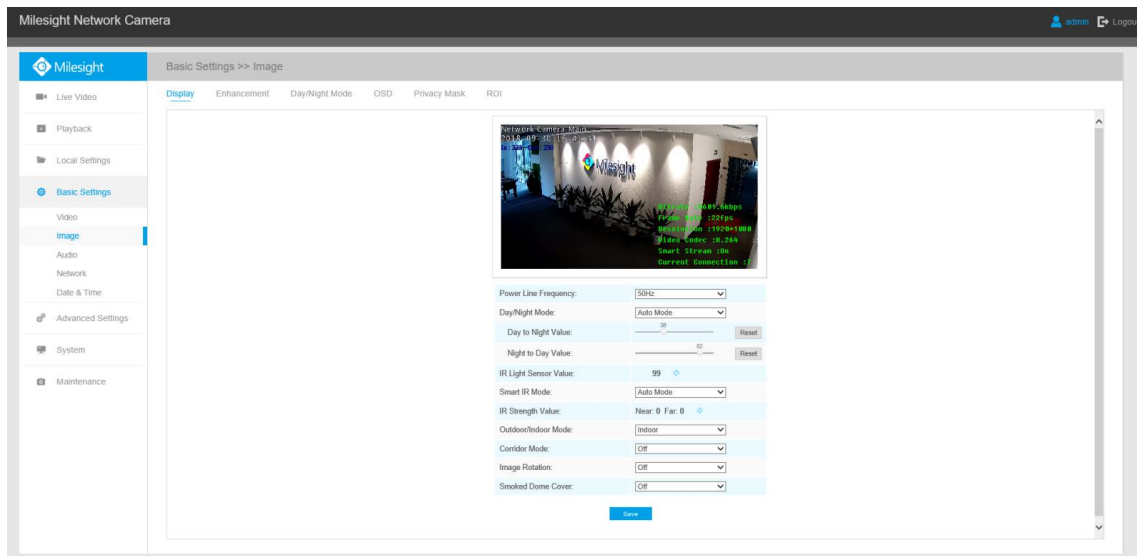 Milesight Network Camera
admin Logou
Milesight
Basic Settings >> Image
Live Video
Playback
Local Settings
Basic Settings
Video
Image
Audio
Network
Date & Time
Advanced Settings
System
Maintenance
Display Enhancement Day/Night Mode OSD Privacy Mask ROI
Network Camera Main
Milesight
:22fps
:1920*1080
Codec :H.264
Smart Stream :On
Current Connection :
Power Line Frequency: 50Hz
Day/Night Mode: Auto Mode
38
Day to Night Value: Reset
82
Night to Day Value: Reset
IR Light Sensor Value: 99
Smart IR Mode: Auto Mode
IR Strength Value: Near: 0 Far: 0
Outdoor/Indoor Mode: Indoor
Corridor Mode: Off
Image Rotation: Off
Smoked Dome Cover: Off
Save